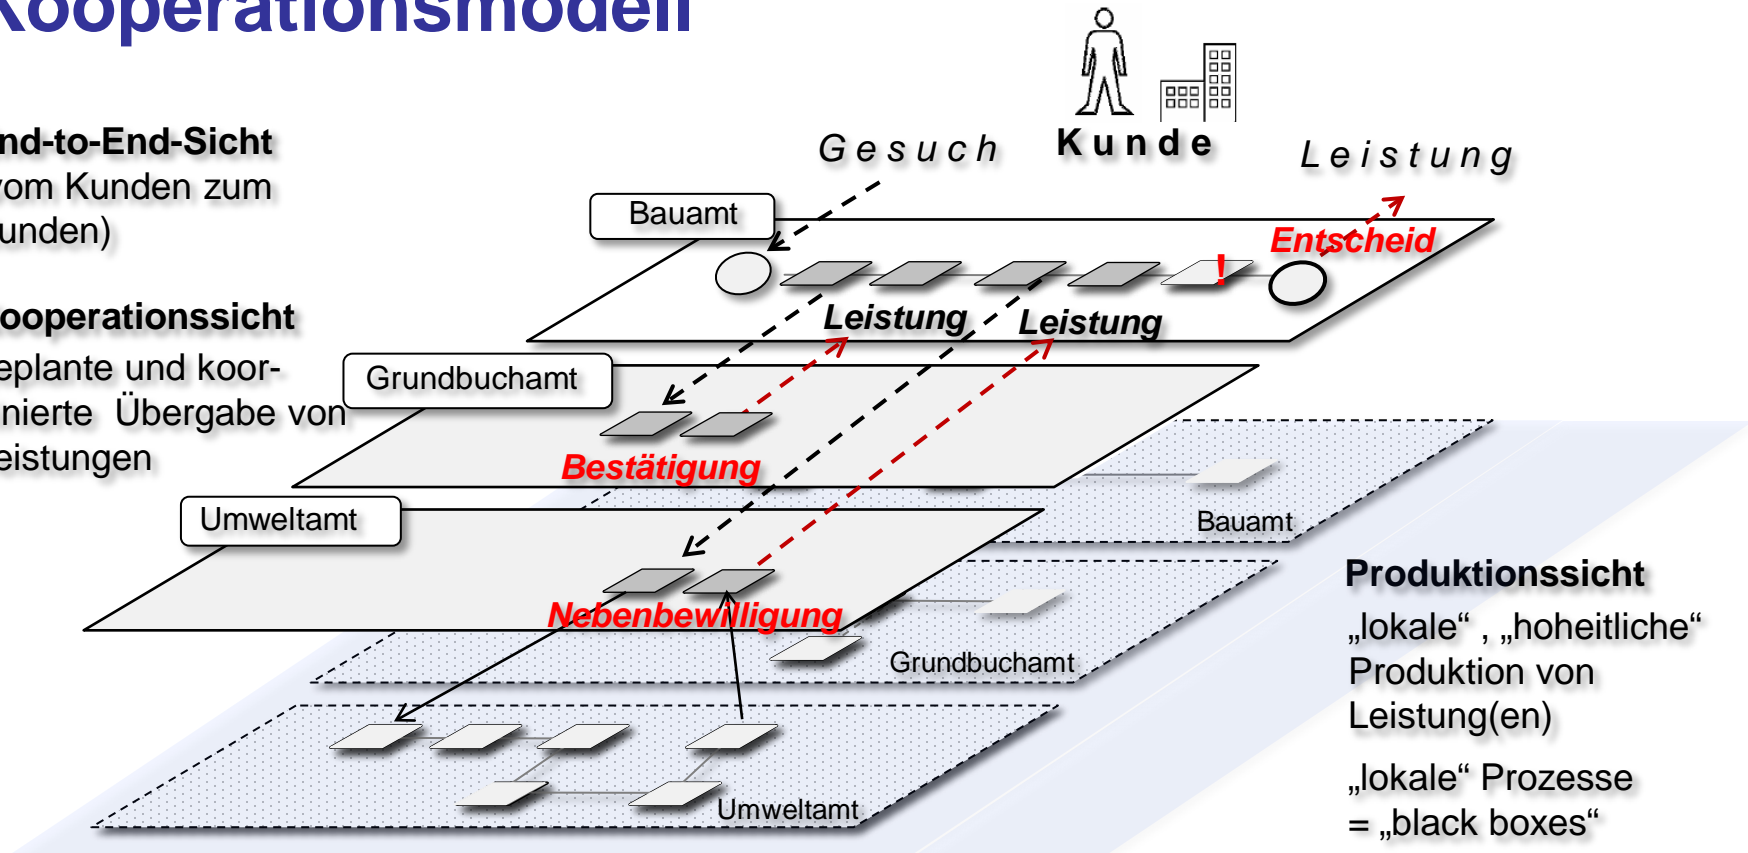 Kooperationsmodell
nd-to-End-Sicht
vom Kunden zum
unden)
ooperationssicht
eplante und koor-
nierte Übergabe von
eistungen
Gesuch
Kunde
Leistung
Bauamt
Entscheid
!
Leistung
Leistung
Grundbuchamt
Bestätigung
Umweltamt
Nebenbewilligung
Bauamt
Grundbuchamt
Umweltamt
Produktionssicht
„lokale“ , „hoheitliche“
Produktion von
Leistung(en)
„lokale“ Prozesse
= „black boxes“